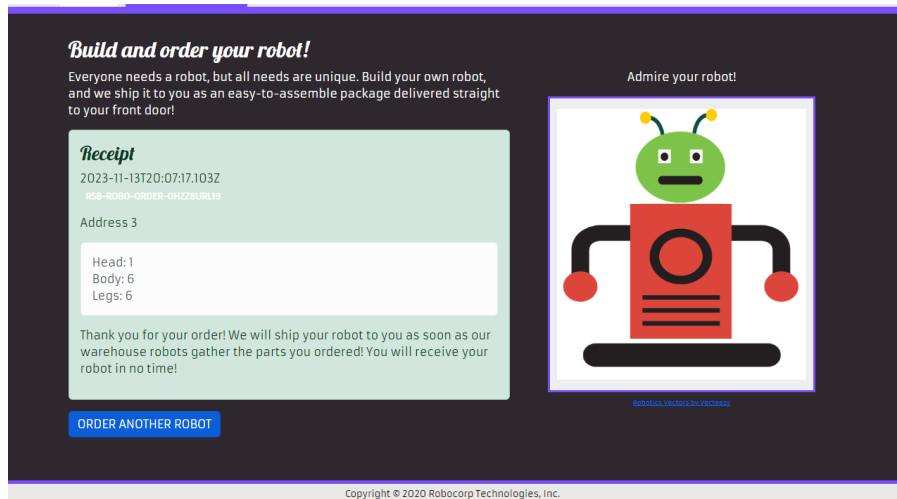 Build and order your robot!
Everyone needs a robot, but all needs are unique. Build your own robot,
and we ship it to you as an easy-to-assemble package delivered straight
to your front door!
Receipt
2023-11-13T20:07:17.103Z
RSB-ROBO-ORDER-OHZZ8URL19
Address 3
Head: 1
Body: 6
Legs: 6
Thank you for your order! We will ship your robot to you as soon as our
warehouse robots gather the parts you ordered! You will receive your
robot in no time!
ORDER ANOTHER ROBOT
Admire your robot!
Robotics Vectors by Vecteezy
Copyright © 2020 Robocorp Technologies, Inc.